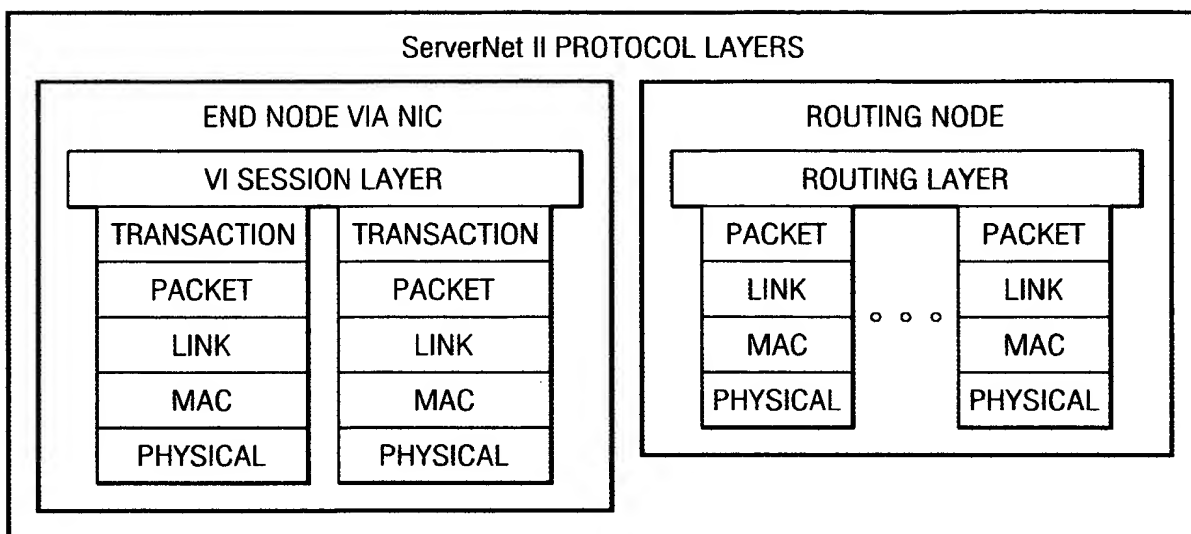 ServerNet II PROTOCOL LAYERS
END NODE VIA NIC
VI SESSION LAYER
TRANSACTION TRANSACTION
PACKET PACKET
LINK LINK
MAC MAC
PHYSICAL PHYSICAL
ROUTING NODE
ROUTING LAYER
PACKET PACKET
LINK LINK
MAC MAC
PHYSICAL PHYSICAL